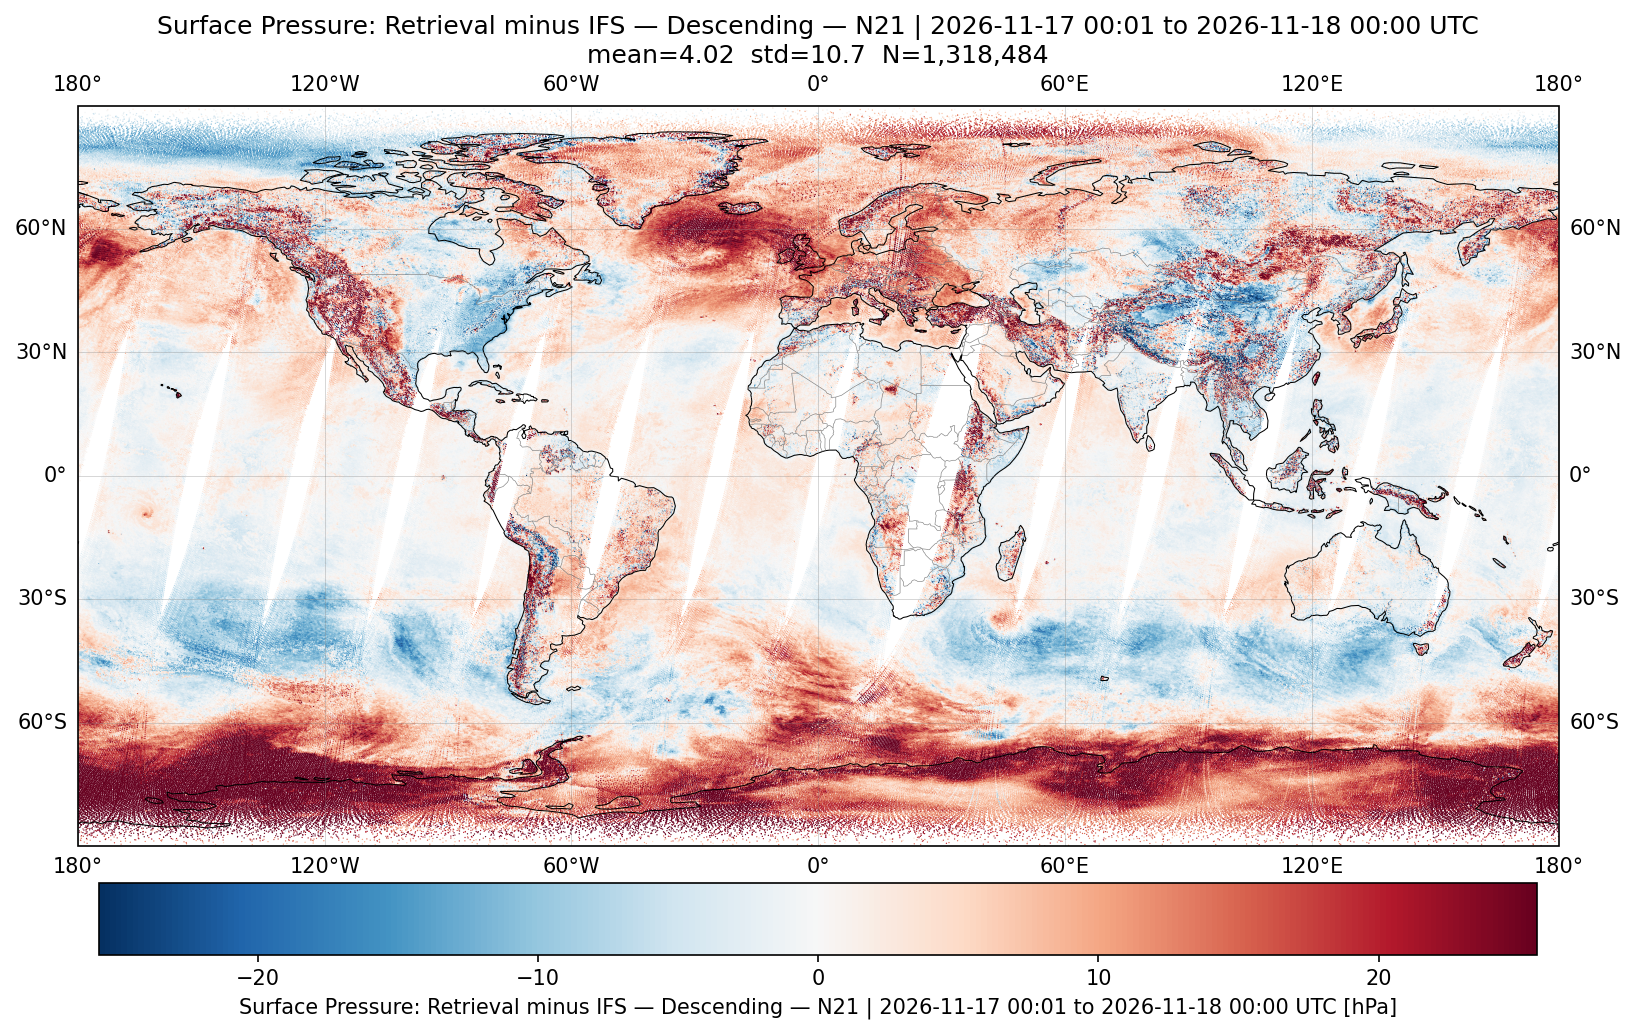 Surface Pressure: Retrieval minus IFS — Descending — N21 | 2026-11-17 00:01 to 2026-11-18 00:00 UTC
mean=4.02  std=10.7  N=1,318,484
180° 120°W 60°W 0° 60°E 120°E 180°
60°N 60°N
30°N 30°N
0° 0°
30°S 30°S
60°S 60°S
180° 120°W 60°W 0° 60°E 120°E 180°
−20 −10 0 10 20
Surface Pressure: Retrieval minus IFS — Descending — N21 | 2026-11-17 00:01 to 2026-11-18 00:00 UTC [hPa]